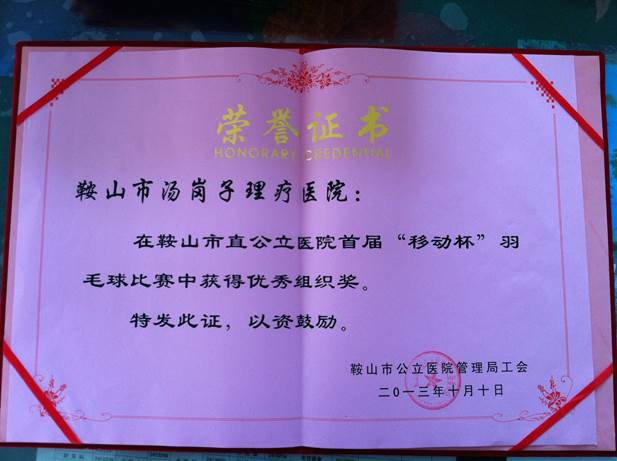 荣誉证书
HONORARY CREDENTIAL
鞍山市汤岗子理疗医院：
在鞍山市直公立医院首届“移动杯”羽
毛球比赛中获得优秀组织奖。
特发此证，以资鼓励。
鞍山市公立医院管理局工会
二〇一三年十月十日